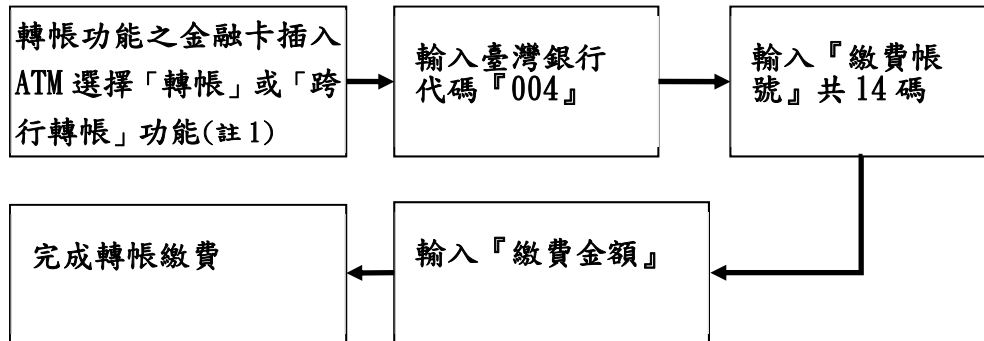 轉帳功能之金融卡插入
ATM 選擇「轉帳」或「跨
行轉帳」功能(註 1)
輸入臺灣銀行
代碼『004』
輸入『繳費帳
號』共 14 碼
輸入『繳費金額』
完成轉帳繳費